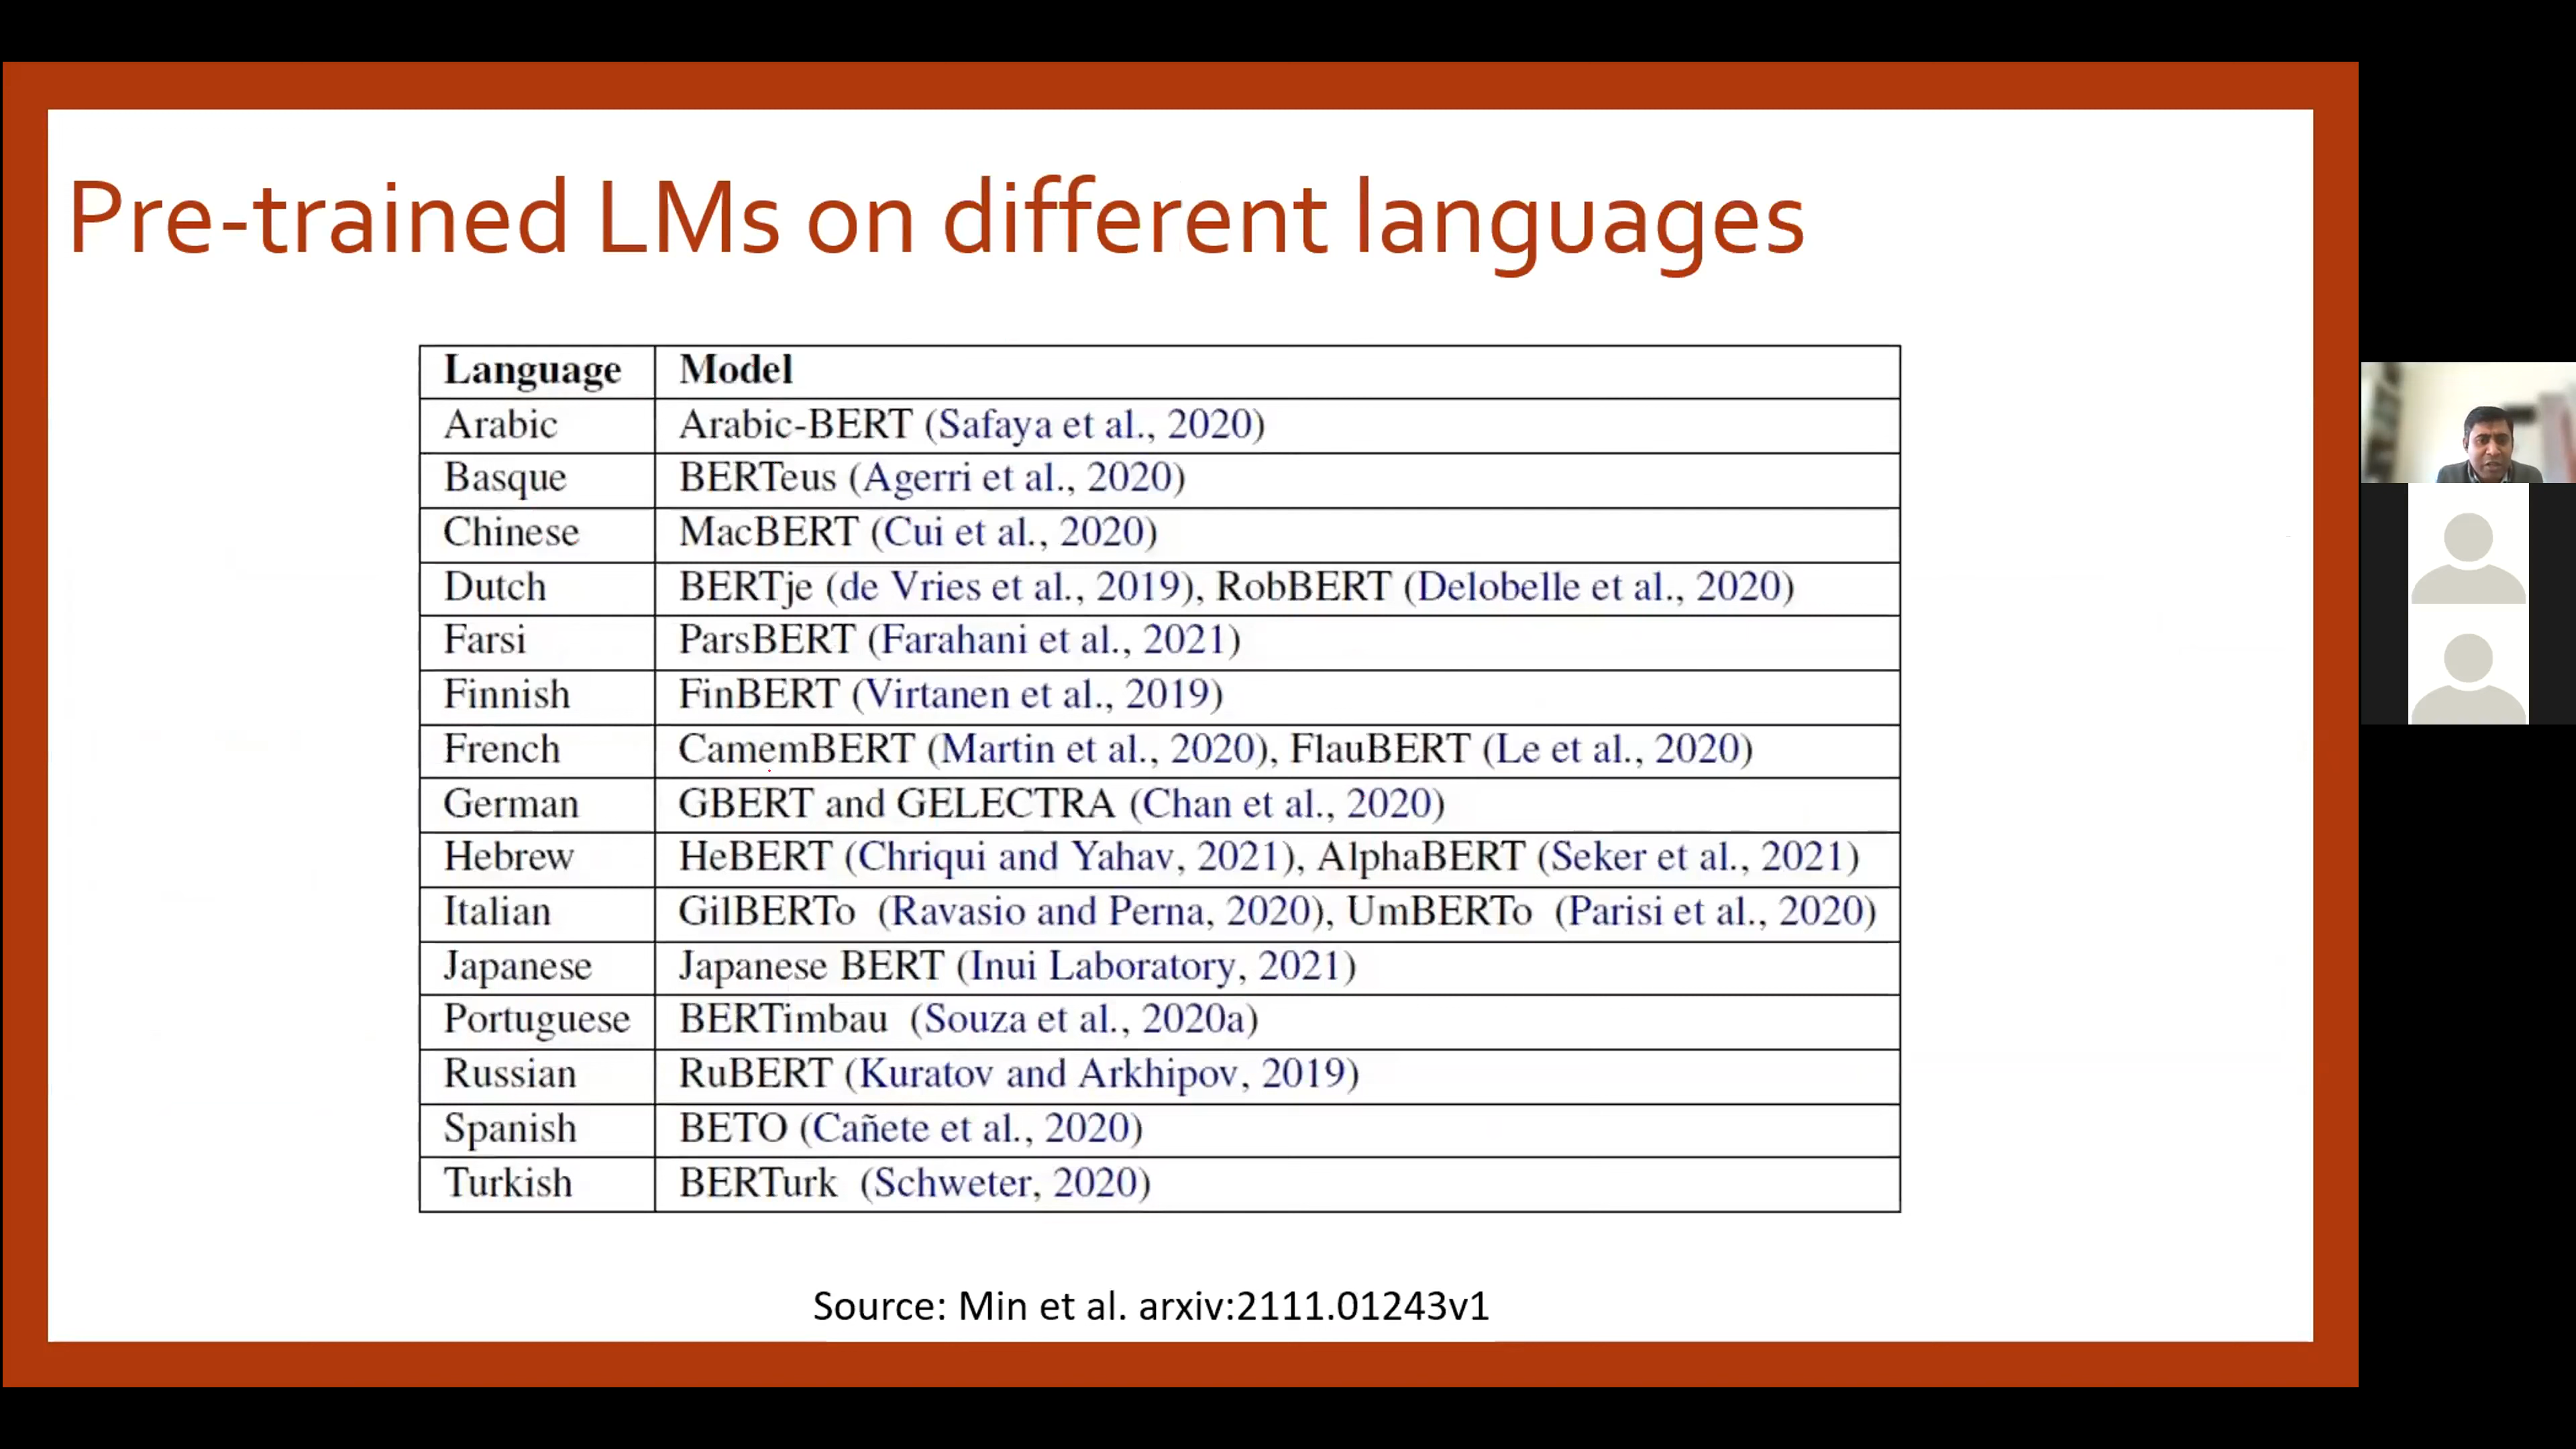 Pre-trained LMs on different languages
Language Model
Arabic Arabic-BERT (Safaya et al., 2020)
Basque BERTeus (Agerri et al., 2020)
Chinese MacBERT (Cui et al., 2020)
Dutch BERTje (de Vries et al., 2019), RobBERT (Delobelle et al., 2020)
Farsi ParsBERT (Farahani et al., 2021)
Finnish FinBERT (Virtanen et al., 2019)
French CamemBERT (Martin et al., 2020), FlauBERT (Le et al., 2020)
German GBERT and GELECTRA (Chan et al., 2020)
Hebrew HeBERT (Chriqui and Yahav, 2021), AlphaBERT (Seker et al., 2021)
Italian GilBERTo (Ravasio and Perna, 2020), UmBERTo (Parisi et al., 2020)
Japanese Japanese BERT (Inui Laboratory, 2021)
Portuguese BERTimbau (Souza et al., 2020a)
Russian RuBERT (Kuratov and Arkhipov, 2019)
Spanish BETO (Cañete et al., 2020)
Turkish BERTurk (Schweter, 2020)
Source: Min et al. arxiv:2111.01243v1